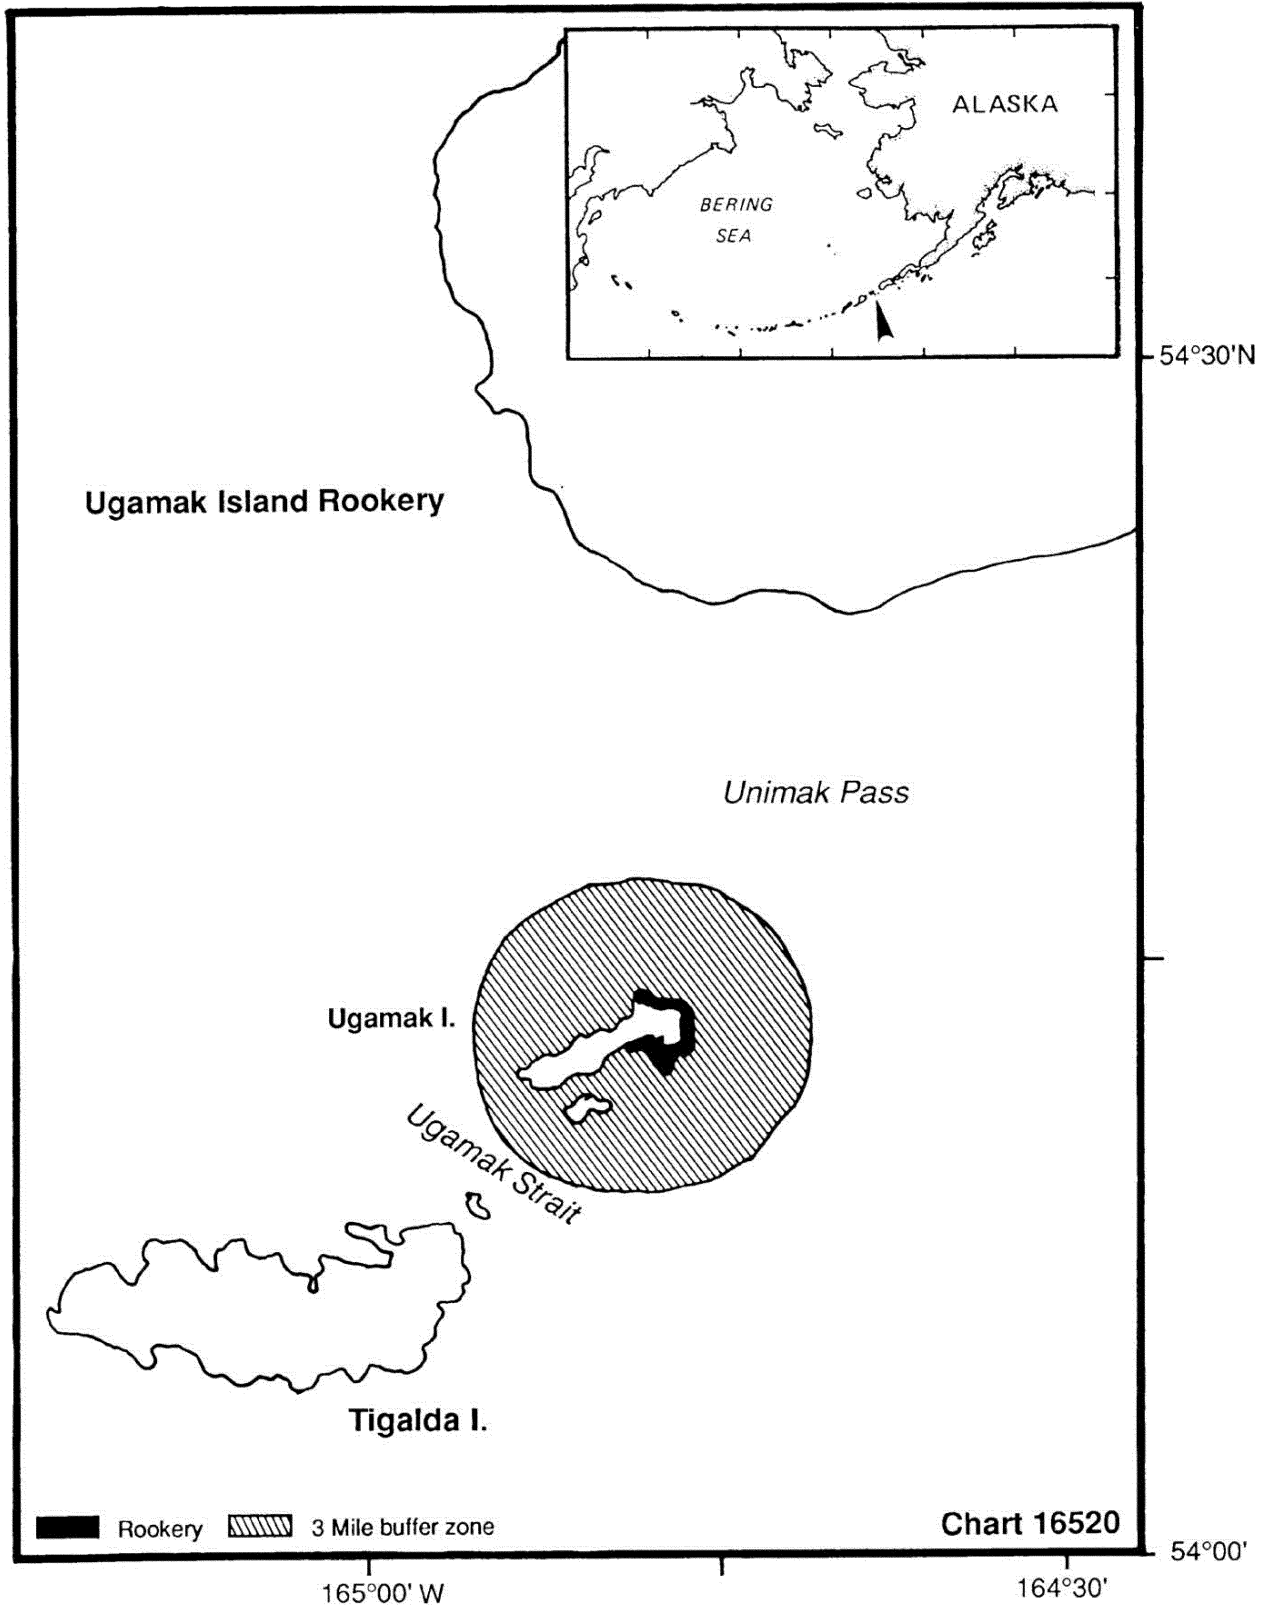 ALASKA
BERING
SEA
54°30'N
Ugamak Island Rookery
Unimak Pass
Ugamak I.
Ugamak Strait
Tigalda I.
Rookery
3 Mile buffer zone
Chart 16520
54°00'
165°00' W
164°30'